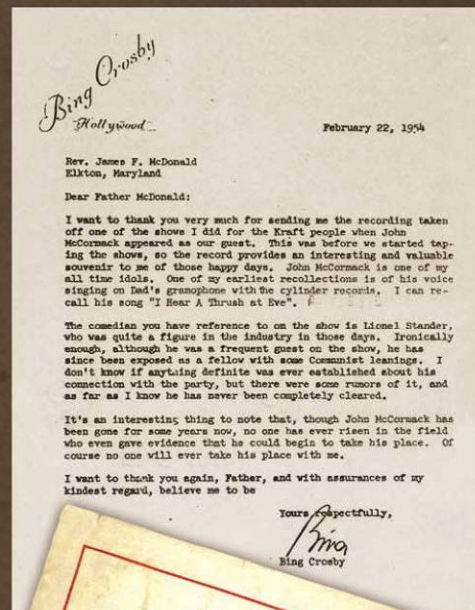 Bing Crosby
Hollywood
February 22, 1954
Rev. James F. McDonald
Elkton, Maryland
Dear Father McDonald:
I want to thank you very much for sending me the recording taken
off one of the shows I did for the Kraft people when John
McCormack appeared as our guest. This was before we started tap-
ing the shows, so the record provides an interesting and valuable
souvenir to me of those happy days. John McCormack is one of my
all time idols. One of my earliest recollections is of his voice
singing on Dad's gramophone with the cylinder records. I can re-
call his song "I Hear A Thrush at Eve".
The comedian you have reference to on the show is Lionel Stander,
who was quite a figure in the industry in those days. Ironically
enough, although he was a frequent guest on the show, he has
since been exposed as a fellow with some Communist leanings. I
don't know if anything definite was ever established about his
connection with the party, but there were some rumors of it, and
as far as I know he has never been completely cleared.
It's an interesting thing to note that, though John McCormack has
been gone for some years now, no one has ever risen in the field
who even gave evidence that he could begin to take his place. Of
course no one will ever take his place with me.
I want to thank you again, Father, and with assurances of my
kindest regard, believe me to be
Yours respectfully,
Bing
Bing Crosby